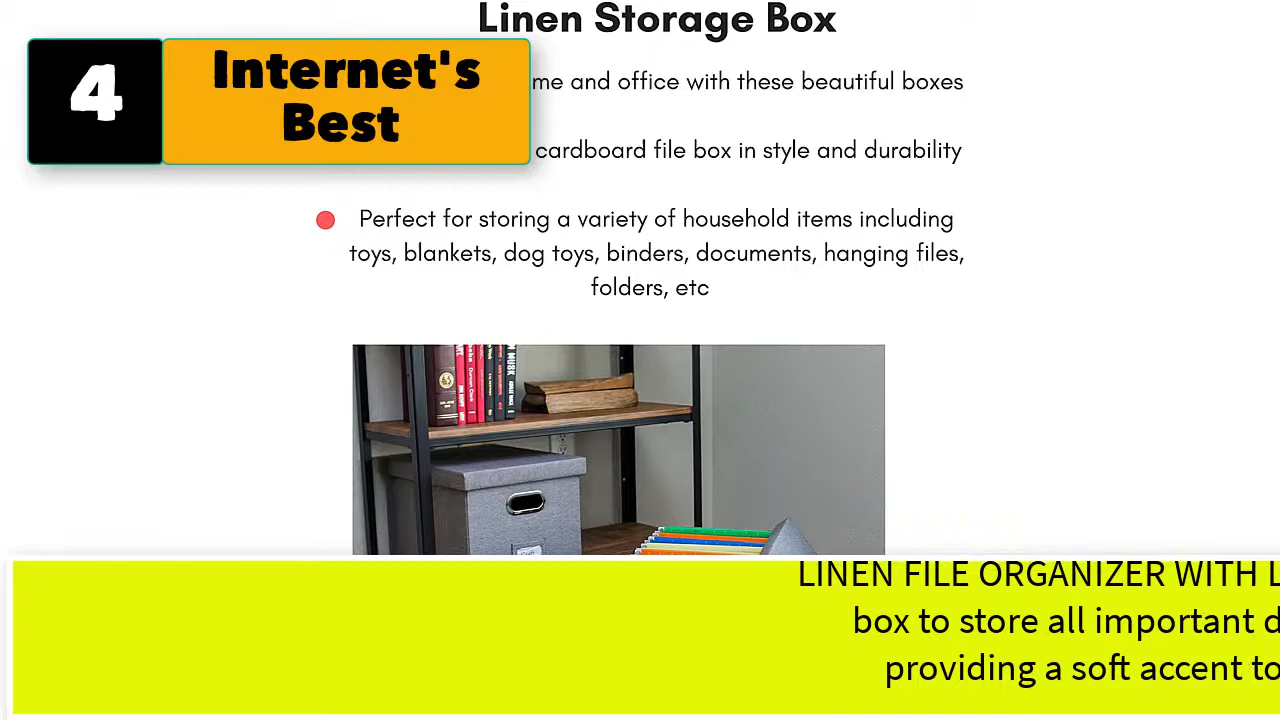 Linen Storage Box
4
Internet's
Best
me and office with these beautiful boxes
cardboard file box in style and durability
Perfect for storing a variety of household items including
toys, blankets, dog toys, binders, documents, hanging files,
folders, etc
LINEN FILE ORGANIZER WITH
box to store all important
providing a soft accent to